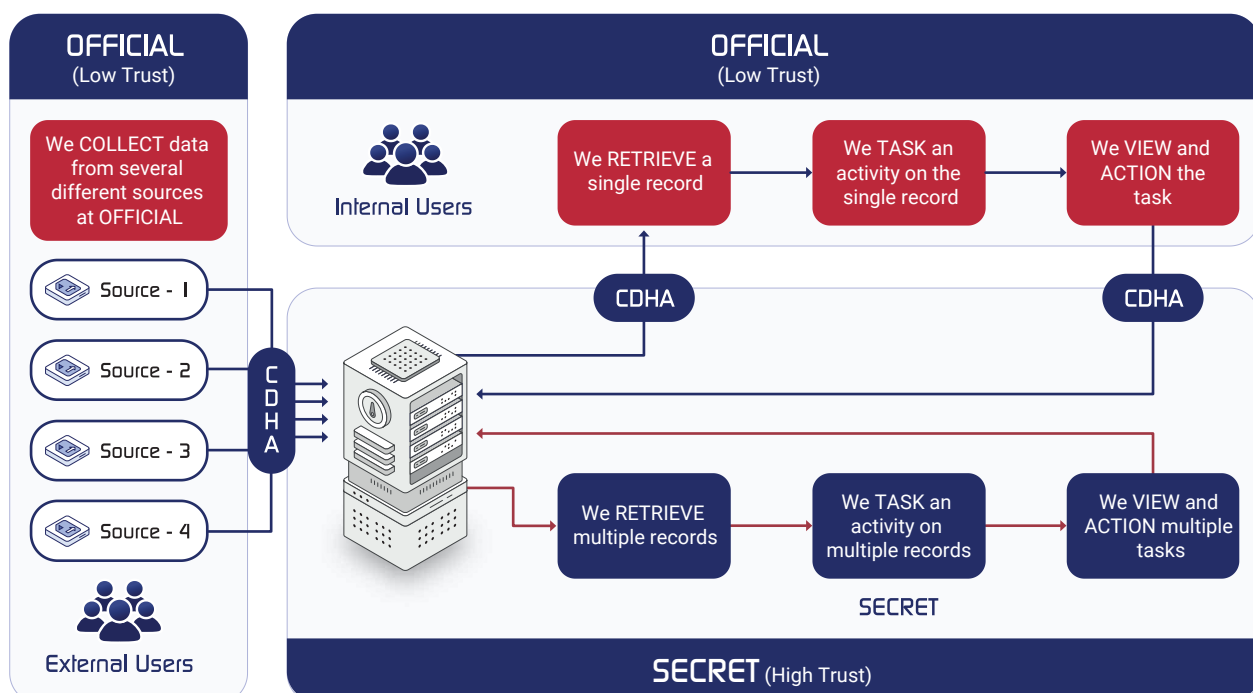 OFFICIAL
(Low Trust)
We COLLECT data
from several
different sources
at OFFICIAL
Source - 1
Source - 2
Source - 3
Source - 4
External Users
C
D
H
A
OFFICIAL
(Low Trust)
Internal Users
We RETRIEVE a
single record
We TASK an
activity on the
single record
We VIEW and
ACTION the
task
CDHA
CDHA
We RETRIEVE
multiple records
We TASK an
activity on
multiple records
We VIEW and
ACTION multiple
tasks
SECRET
SECRET (High Trust)